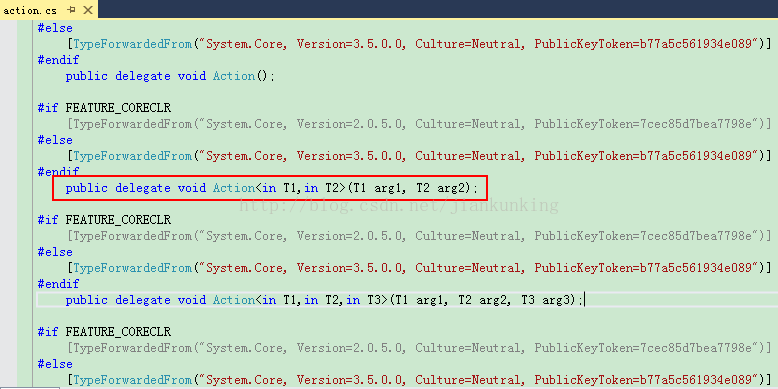 action.cs
#else
[TypeForwardedFrom("System.Core, Version=3.5.0.0, Culture=Neutral, PublicKeyToken=b77a5c561934e089")]
#endif
public delegate void Action();
#if FEATURE_CORECLR
[TypeForwardedFrom("System.Core, Version=2.0.5.0, Culture=Neutral, PublicKeyToken=7cec85d7bea7798e")]
#else
[TypeForwardedFrom("System.Core, Version=3.5.0.0, Culture=Neutral, PublicKeyToken=b77a5c561934e089")]
#endif
public delegate void Action<in T1,in T2>(T1 arg1, T2 arg2);
http://blog.csdn.net/jiankunking
#if FEATURE_CORECLR
[TypeForwardedFrom("System.Core, Version=2.0.5.0, Culture=Neutral, PublicKeyToken=7cec85d7bea7798e")]
#else
[TypeForwardedFrom("System.Core, Version=3.5.0.0, Culture=Neutral, PublicKeyToken=b77a5c561934e089")]
#endif
public delegate void Action<in T1,in T2,in T3>(T1 arg1, T2 arg2, T3 arg3);
#if FEATURE_CORECLR
[TypeForwardedFrom("System.Core, Version=2.0.5.0, Culture=Neutral, PublicKeyToken=7cec85d7bea7798e")]
#else
[TypeForwardedFrom("System.Core, Version=3.5.0.0, Culture=Neutral, PublicKeyToken=b77a5c561934e089")]